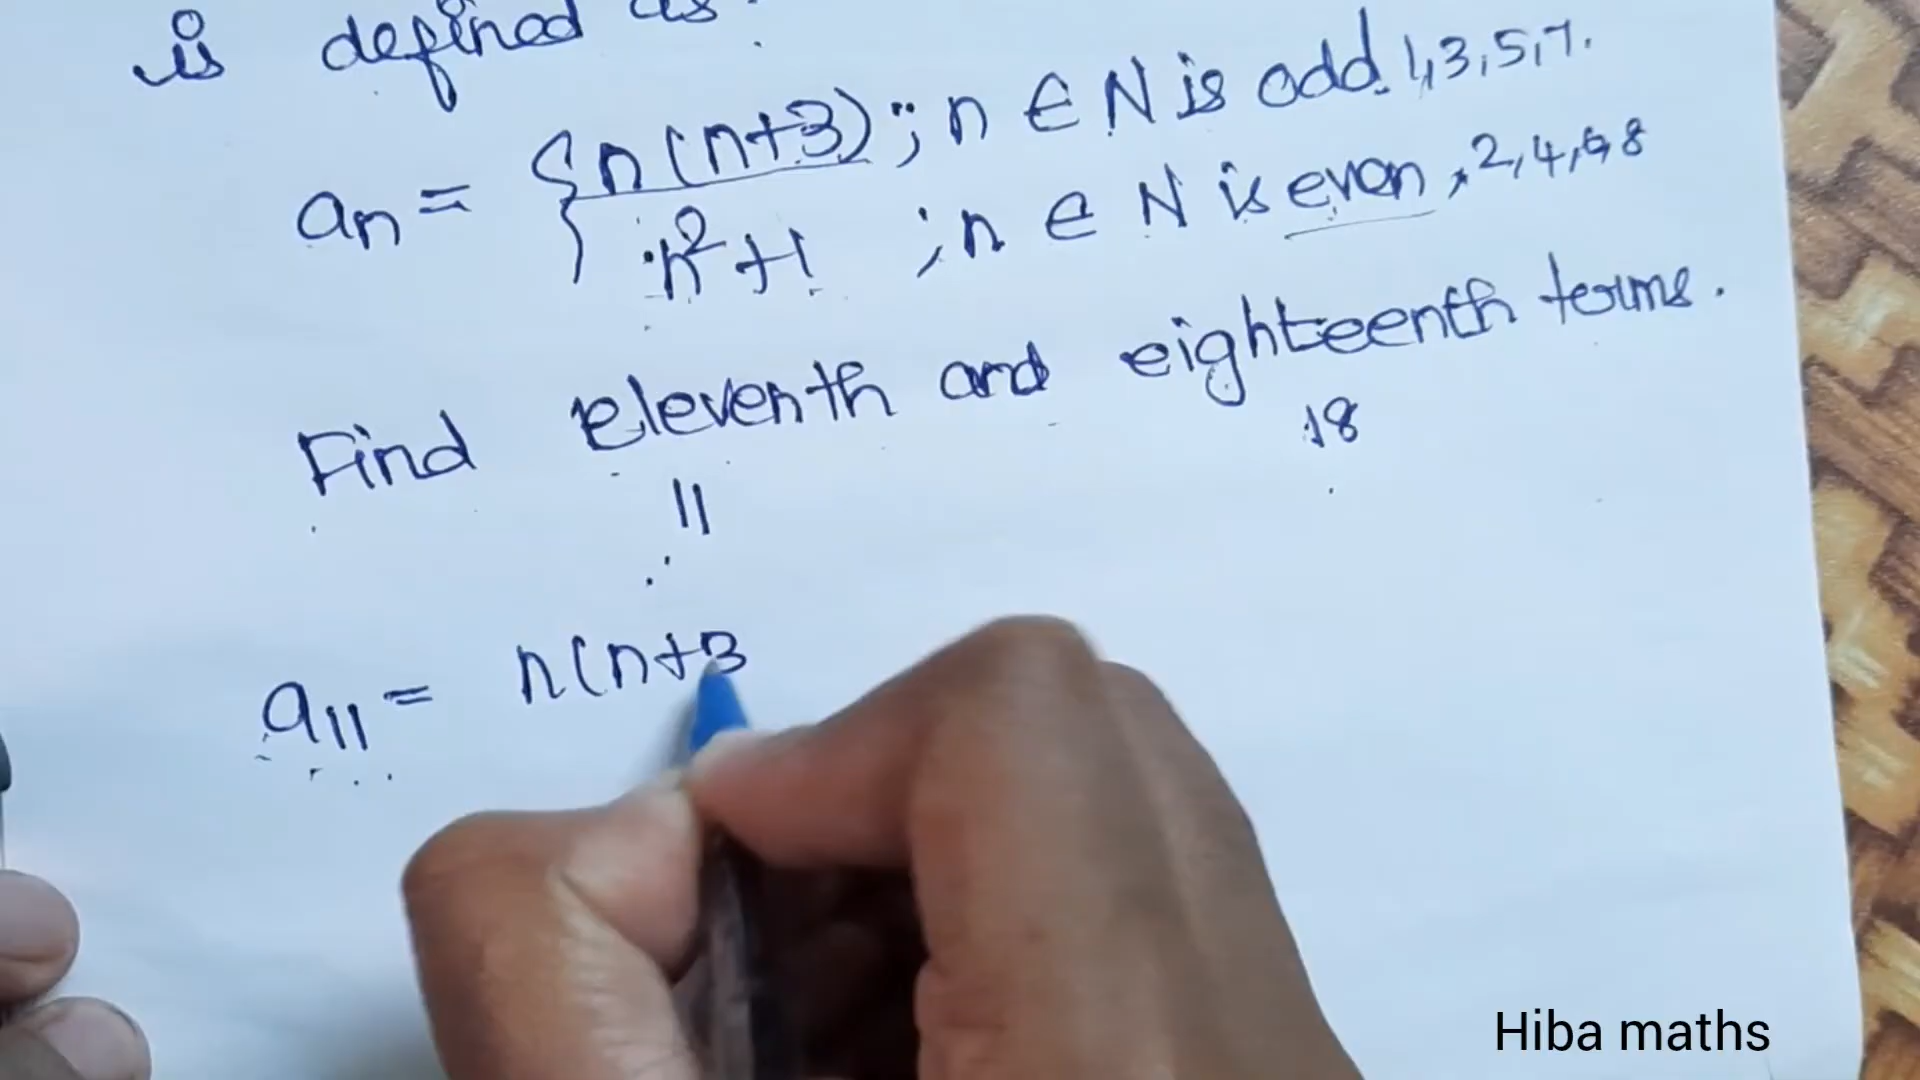 is defined as
an = { n(n+3) ; n ∈ N is odd. 1,3,5,7.
n²+1 ; n ∈ N is even, 2,4,6,8
Find eleventh and eighteenth terms.
11 18
a11 = n(n+3
Hiba maths